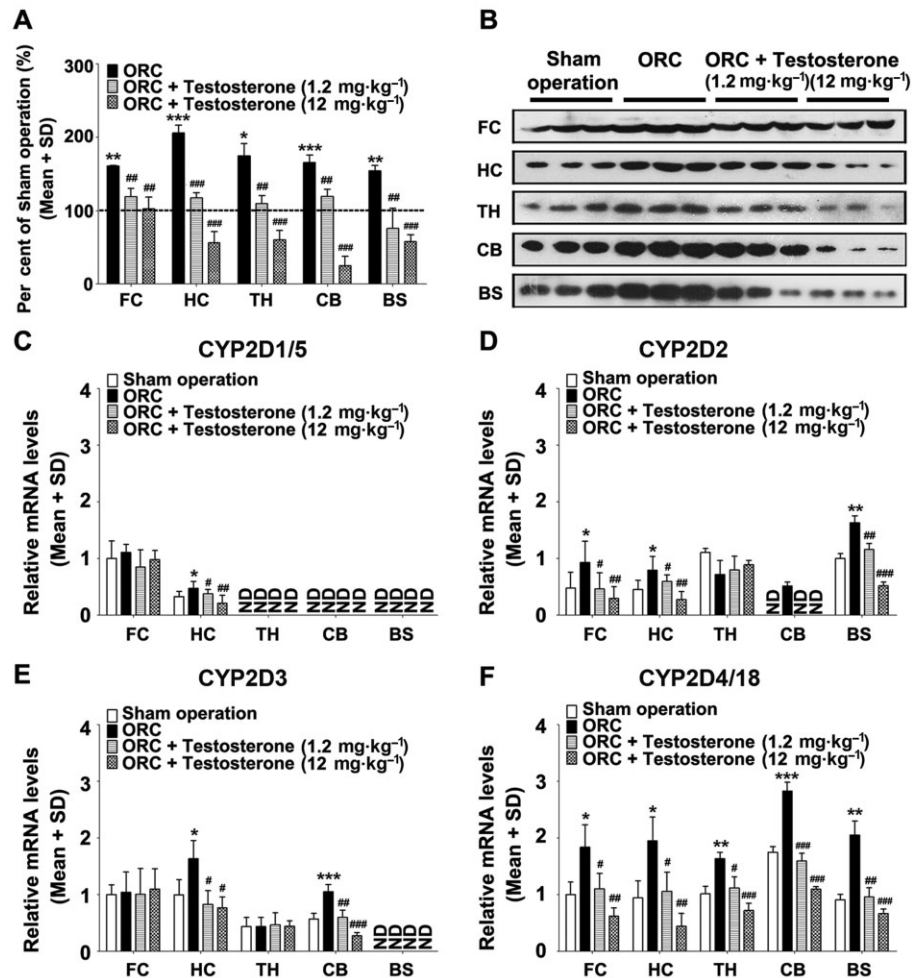 A
Per cent of sham operation (%)
(Mean + SD)
300
200
100
0
ORC
ORC + Testosterone (1.2 mg·kg⁻¹)
ORC + Testosterone (12 mg·kg⁻¹)
** ## ##
*** ### ###
* ## ###
*** ## ###
** ## ###
FC HC TH CB BS
B
Sham operation
ORC
ORC + Testosterone
(1.2 mg·kg⁻¹)(12 mg·kg⁻¹)
FC
HC
TH
CB
BS
C
CYP2D1/5
Relative mRNA levels
(Mean + SD)
4
3
2
1
0
Sham operation
ORC
ORC + Testosterone (1.2 mg·kg⁻¹)
ORC + Testosterone (12 mg·kg⁻¹)
* # ##
ND ND ND ND ND ND ND ND ND ND ND ND
FC HC TH CB BS
D
CYP2D2
Relative mRNA levels
(Mean + SD)
4
3
2
1
0
Sham operation
ORC
ORC + Testosterone (1.2 mg·kg⁻¹)
ORC + Testosterone (12 mg·kg⁻¹)
* # ##
* # ##
ND ND ND
** ## ###
FC HC TH CB BS
E
CYP2D3
Relative mRNA levels
(Mean + SD)
4
3
2
1
0
Sham operation
ORC
ORC + Testosterone (1.2 mg·kg⁻¹)
ORC + Testosterone (12 mg·kg⁻¹)
* # #
*** ## ###
ND ND ND ND
FC HC TH CB BS
F
CYP2D4/18
Relative mRNA levels
(Mean + SD)
4
3
2
1
0
Sham operation
ORC
ORC + Testosterone (1.2 mg·kg⁻¹)
ORC + Testosterone (12 mg·kg⁻¹)
* # ##
* # ##
** # ###
*** ### ###
** ## ###
FC HC TH CB BS